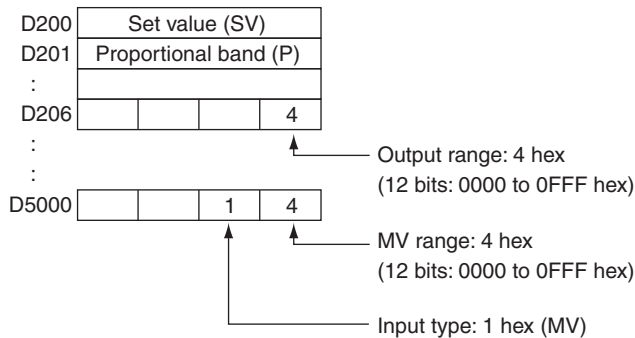 D200 Set value (SV)
D201 Proportional band (P)
:
D206 4
:
Output range: 4 hex
(12 bits: 0000 to 0FFF hex)
:
D5000 1 4
MV range: 4 hex
(12 bits: 0000 to 0FFF hex)
Input type: 1 hex (MV)